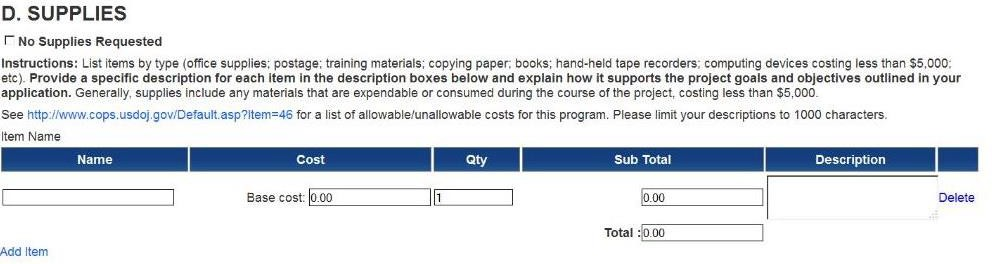 D. SUPPLIES
No Supplies Requested
Instructions: List items by type (office supplies; postage; training materials; copying paper; books; hand-held tape recorders; computing devices costing less than $5,000;
etc). Provide a specific description for each item in the description boxes below and explain how it supports the project goals and objectives outlined in your
application. Generally, supplies include any materials that are expendable or consumed during the course of the project, costing less than $5,000.
See http://www.cops.usdoj.gov/Default.asp?Item=46 for a list of allowable/unallowable costs for this program. Please limit your descriptions to 1000 characters.
Item Name
Name Cost Qty Sub Total Description
Base cost: 0.00 1 0.00 Delete
Total : 0.00
Add Item